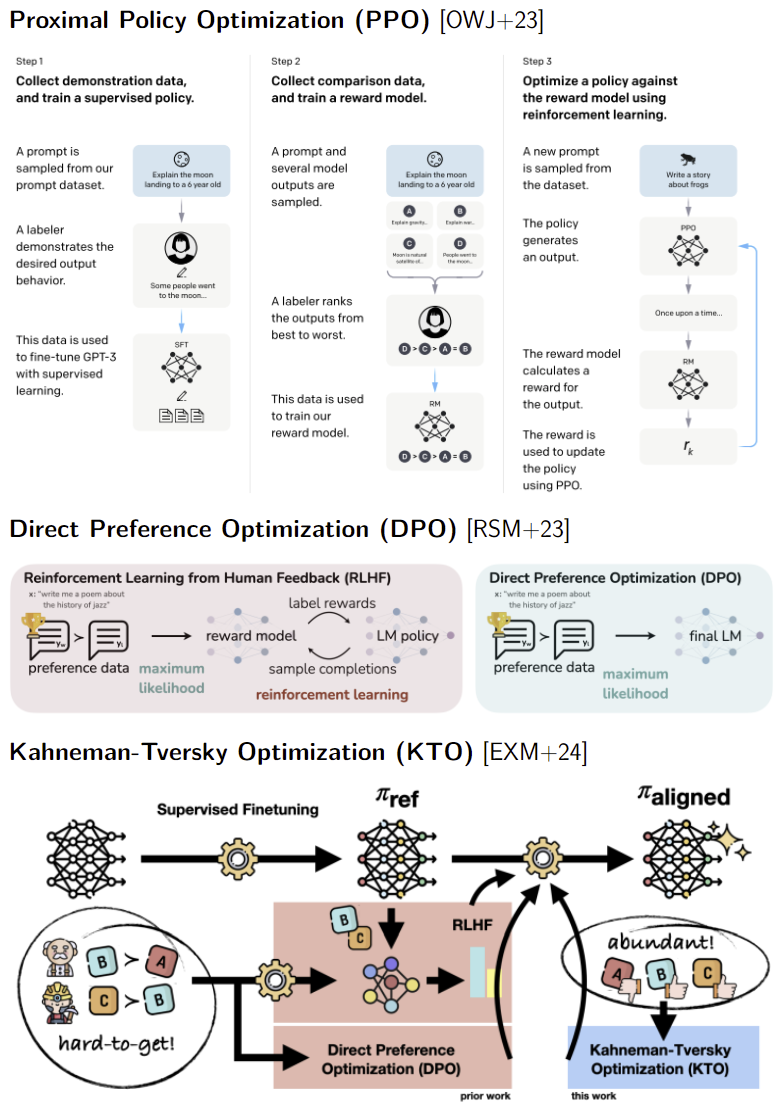 Proximal Policy Optimization (PPO) [OWJ+23]
Step 1
Collect demonstration data,
and train a supervised policy.
A prompt is
sampled from our
prompt dataset.
Explain the moon
landing to a 6 year old
A labeler
demonstrates the
desired output
behavior.
Some people went
to the moon...
This data is used
to fine-tune GPT-3
with supervised
learning.
SFT
Step 2
Collect comparison data,
and train a reward model.
A prompt and
several model
outputs are
sampled.
Explain the moon
landing to a 6 year old
A
Explain gravity...
B
Explain war...
C
Moon is natural
satellite of...
D
People went to
the moon...
A labeler ranks
the outputs from
best to worst.
D > C > A = B
This data is used
to train our
reward model.
RM
D > C > A = B
Step 3
Optimize a policy against
the reward model using
reinforcement learning.
A new prompt
is sampled from
the dataset.
Write a story
about frogs
The policy
generates
an output.
PPO
Once upon a time...
The reward model
calculates a
reward for
the output.
RM
The reward is
used to update
the policy
using PPO.
rk
Direct Preference Optimization (DPO) [RSM+23]
Reinforcement Learning from Human Feedback (RLHF)
x: "write me a poem about
the history of jazz"
yw > yl
preference data
maximum
likelihood
label rewards
reward model
LM policy
sample completions
reinforcement learning
Direct Preference Optimization (DPO)
x: "write me a poem about
the history of jazz"
yw > yl
preference data
maximum
likelihood
final LM
Kahneman-Tversky Optimization (KTO) [EXM+24]
Supervised Finetuning
πref
πaligned
B > A
C > B
hard-to-get!
B
C
RLHF
Direct Preference
Optimization (DPO)
prior work
abundant!
A B C
Kahneman-Tversky
Optimization (KTO)
this work